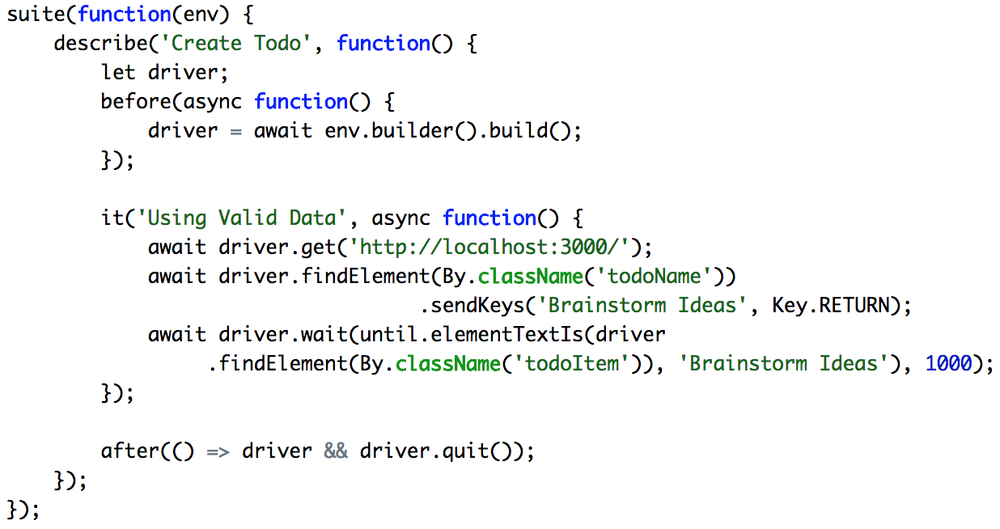 suite(function(env) {
    describe('Create Todo', function() {
        let driver;
        before(async function() {
            driver = await env.builder().build();
        });

        it('Using Valid Data', async function() {
            await driver.get('http://localhost:3000/');
            await driver.findElement(By.className('todoName'))
                                   .sendKeys('Brainstorm Ideas', Key.RETURN);
            await driver.wait(until.elementTextIs(driver
                 .findElement(By.className('todoItem')), 'Brainstorm Ideas'), 1000);
        });

        after(() => driver && driver.quit());
    });
});